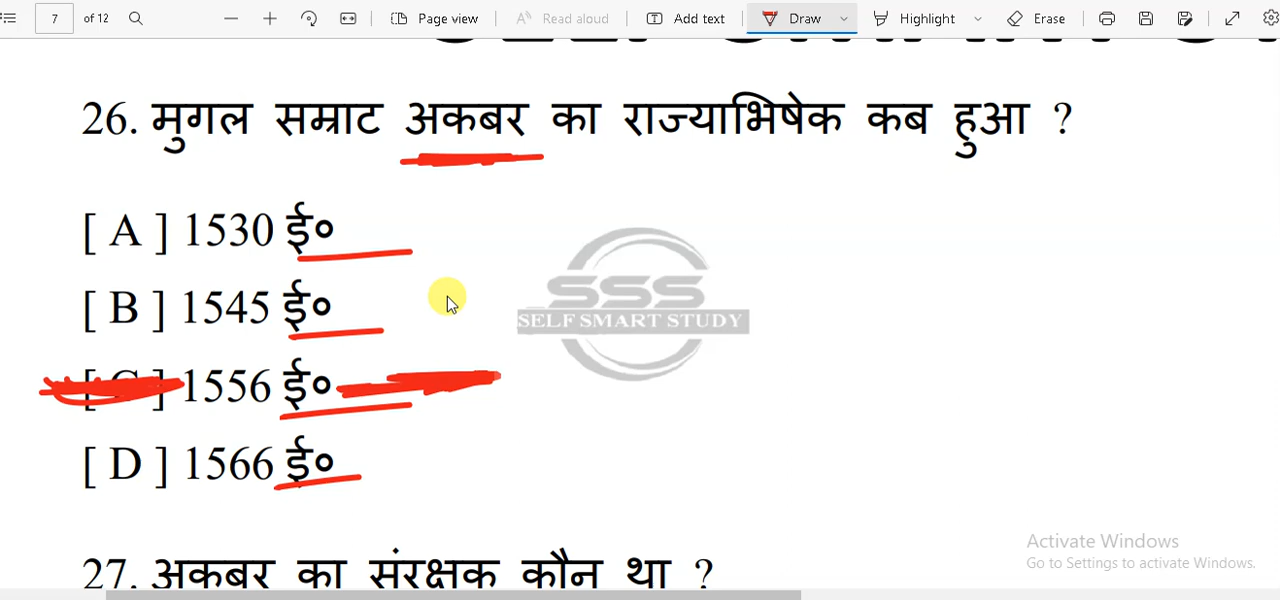 7 of 12 Page view Read aloud Add text Draw Highlight Erase
26. मुगल सम्राट अकबर का राज्याभिषेक कब हुआ ?
[ A ] 1530 ई०
[ B ] 1545 ई०
SSS
SELF SMART STUDY
[ C ] 1556 ई०
[ D ] 1566 ई०
Activate Windows
Go to Settings to activate Windows.
27. अकबर का संरक्षक कौन था ?